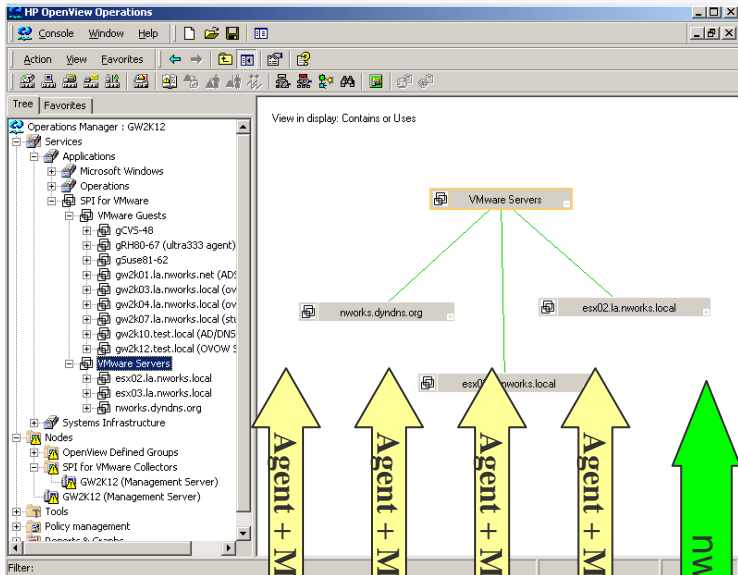 HP OpenView Operations
Console Window Help
Action View Favorites
Tree Favorites
Operations Manager : GW2K12
Services
Applications
Microsoft Windows
Operations
SPI for VMware
VMware Guests
gCVS-48
gRH80-67 (ultra333 agent)
gSuse81-62
gw2k01.la.nworks.net (ADS
gw2k03.la.nworks.local (ov
gw2k04.la.nworks.local (ov
gw2k07.la.nworks.local (stu
gw2k10.test.local (AD/DNS
gw2k12.test.local (OVOW S
VMware Servers
esx02.la.nworks.local
esx03.la.nworks.local
nworks.dyndns.org
Systems Infrastructure
Nodes
OpenView Defined Groups
SPI for VMware Collectors
GW2K12 (Management Server)
GW2K12 (Management Server)
Tools
Policy management
Reports & Graphs
Filter:
View in display: Contains or Uses
VMware Servers
nworks.dyndns.org
esx02.la.nworks.local
nworks.local
Agent + M
Agent + M
Agent + M
Agent + M
nw